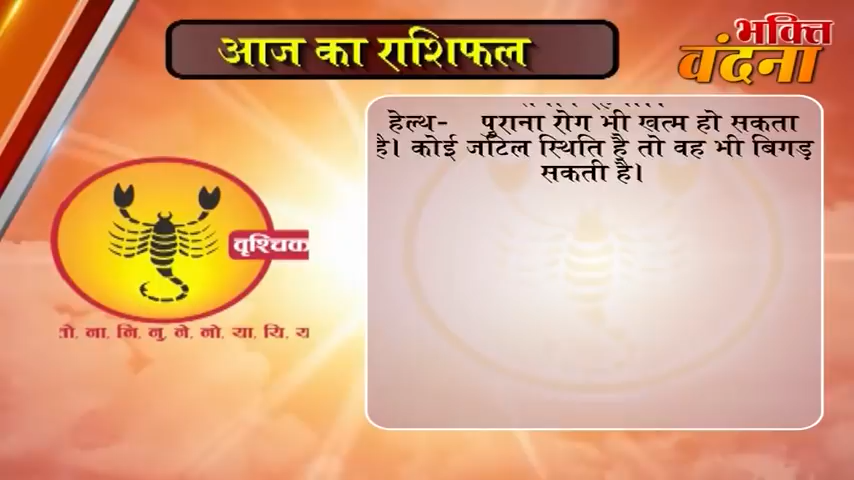 आज का राशिफल
भक्ति
वंदना
हेल्थ- पुराना रोग भी खत्म हो सकता
है। कोई जटिल स्थिति है तो वह भी बिगड़
सकती है।
वृश्चिक
ना, नि, नु, ने, नो, या, यि,